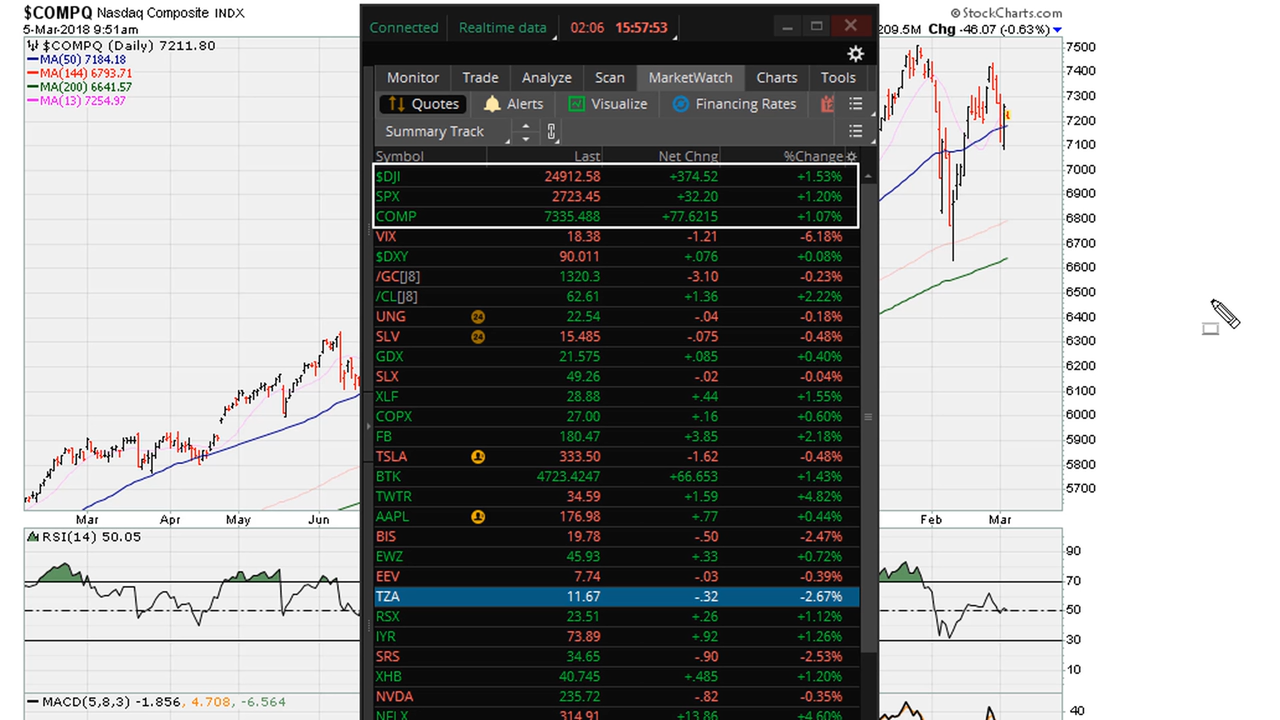 $COMPQ Nasdaq Composite INDX
© StockCharts.com
5-Mar-2018 9:51am
209.5M Chg -46.07 (-0.63%)
$COMPQ (Daily) 7211.80
MA(50) 7184.18
MA(144) 6793.71
MA(200) 6641.57
MA(13) 7254.97
Connected Realtime data 02:06 15:57:53
Monitor Trade Analyze Scan MarketWatch Charts Tools
Quotes Alerts Visualize Financing Rates
Summary Track
Symbol Last Net Chng %Change
$DJI 24912.58 +374.52 +1.53%
SPX 2723.45 +32.20 +1.20%
COMP 7335.488 +77.6215 +1.07%
VIX 18.38 -1.21 -6.18%
$DXY 90.011 +.076 +0.08%
/GC[J8] 1320.3 -3.10 -0.23%
/CL[J8] 62.61 +1.36 +2.22%
UNG 24 22.54 -.04 -0.18%
SLV 24 15.485 -.075 -0.48%
GDX 21.575 +.085 +0.40%
SLX 49.26 -.02 -0.04%
XLF 28.88 +.44 +1.55%
COPX 27.00 +.16 +0.60%
FB 180.47 +3.85 +2.18%
TSLA 333.50 -1.62 -0.48%
BTK 4723.4247 +66.653 +1.43%
TWTR 34.59 +1.59 +4.82%
AAPL 176.98 +.77 +0.44%
BIS 19.78 -.50 -2.47%
EWZ 45.93 +.33 +0.72%
EEV 7.74 -.03 -0.39%
TZA 11.67 -.32 -2.67%
RSX 23.51 +.26 +1.12%
IYR 73.89 +.92 +1.26%
SRS 34.65 -.90 -2.53%
XHB 40.745 +.485 +1.20%
NVDA 235.72 -.82 -0.35%
NFLX 314.91 +13.86 +4.60%
7500
7400
7300
7200
7100
7000
6900
6800
6700
6600
6500
6400
6300
6200
6100
6000
5900
5800
5700
Mar Apr May Jun Feb Mar
RSI(14) 50.05
90
70
50
30
10
MACD(5,8,3) -1.856, 4.708, -6.564
40